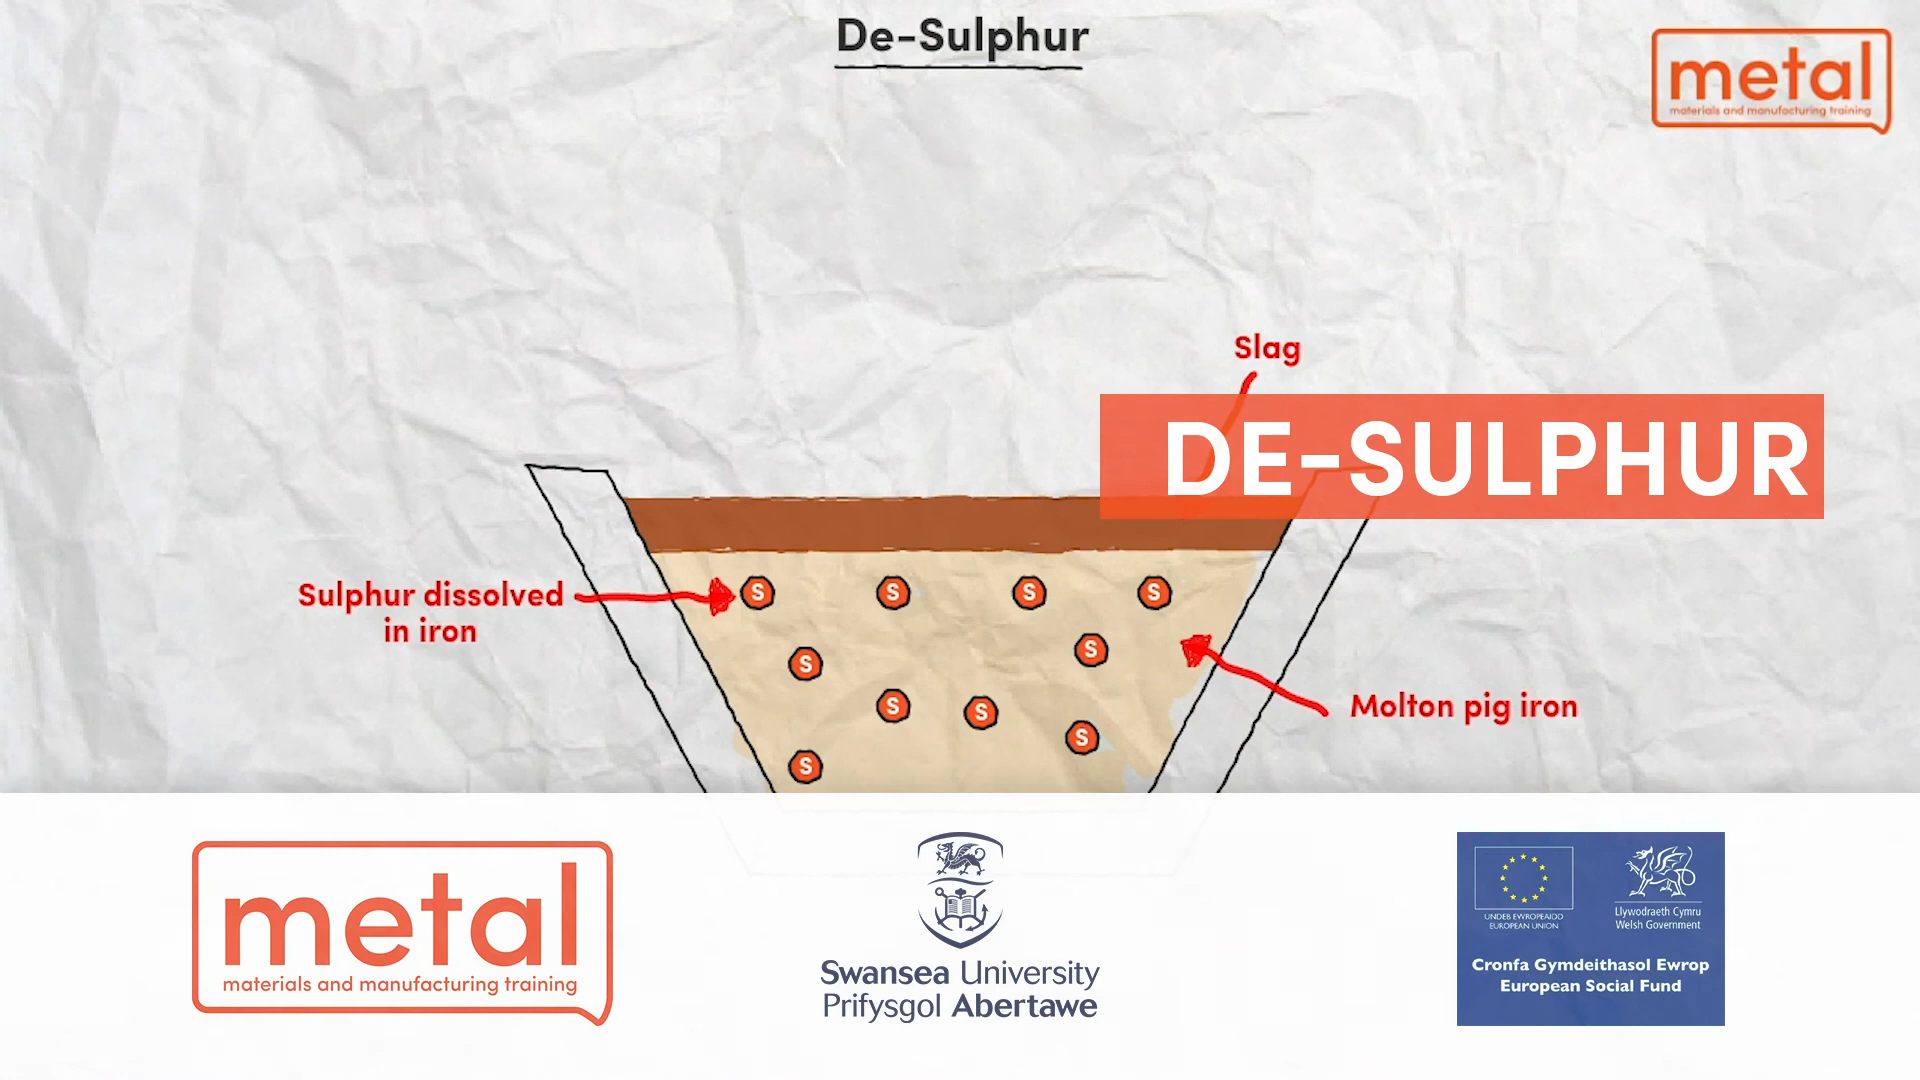 De-Sulphur
metal
materials and manufacturing training
Slag
DE-SULPHUR
Sulphur dissolved
in iron
S
S
S
S
S
S
S
S
S
S
Molton pig iron
metal
materials and manufacturing training
Swansea University
Prifysgol Abertawe
UNDEB EWROPEAIDD
EUROPEAN UNION
Llywodraeth Cymru
Welsh Government
Cronfa Gymdeithasol Ewrop
European Social Fund